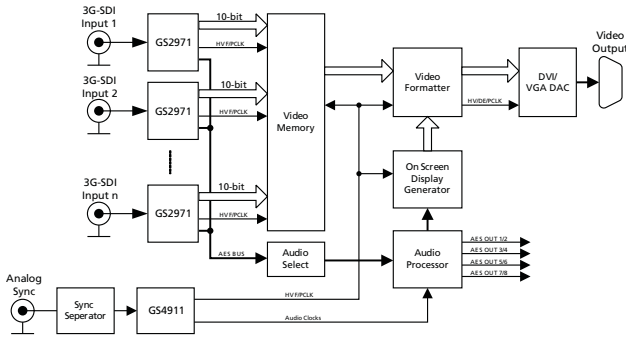 3G-SDI
Input 1
GS2971
10-bit
HVF/PCLK
3G-SDI
Input 2
GS2971
10-bit
HVF/PCLK
3G-SDI
Input n
GS2971
10-bit
HVF/PCLK
Video
Memory
Video
Formatter
HV/DE/PCLK
DVI/
VGA DAC
Video
Output
On Screen
Display
Generator
AES BUS
Audio
Select
Audio
Processor
AES OUT 1/2
AES OUT 3/4
AES OUT 5/6
AES OUT 7/8
Analog
Sync
Sync
Seperator
GS4911
HVF/PCLK
Audio Clocks